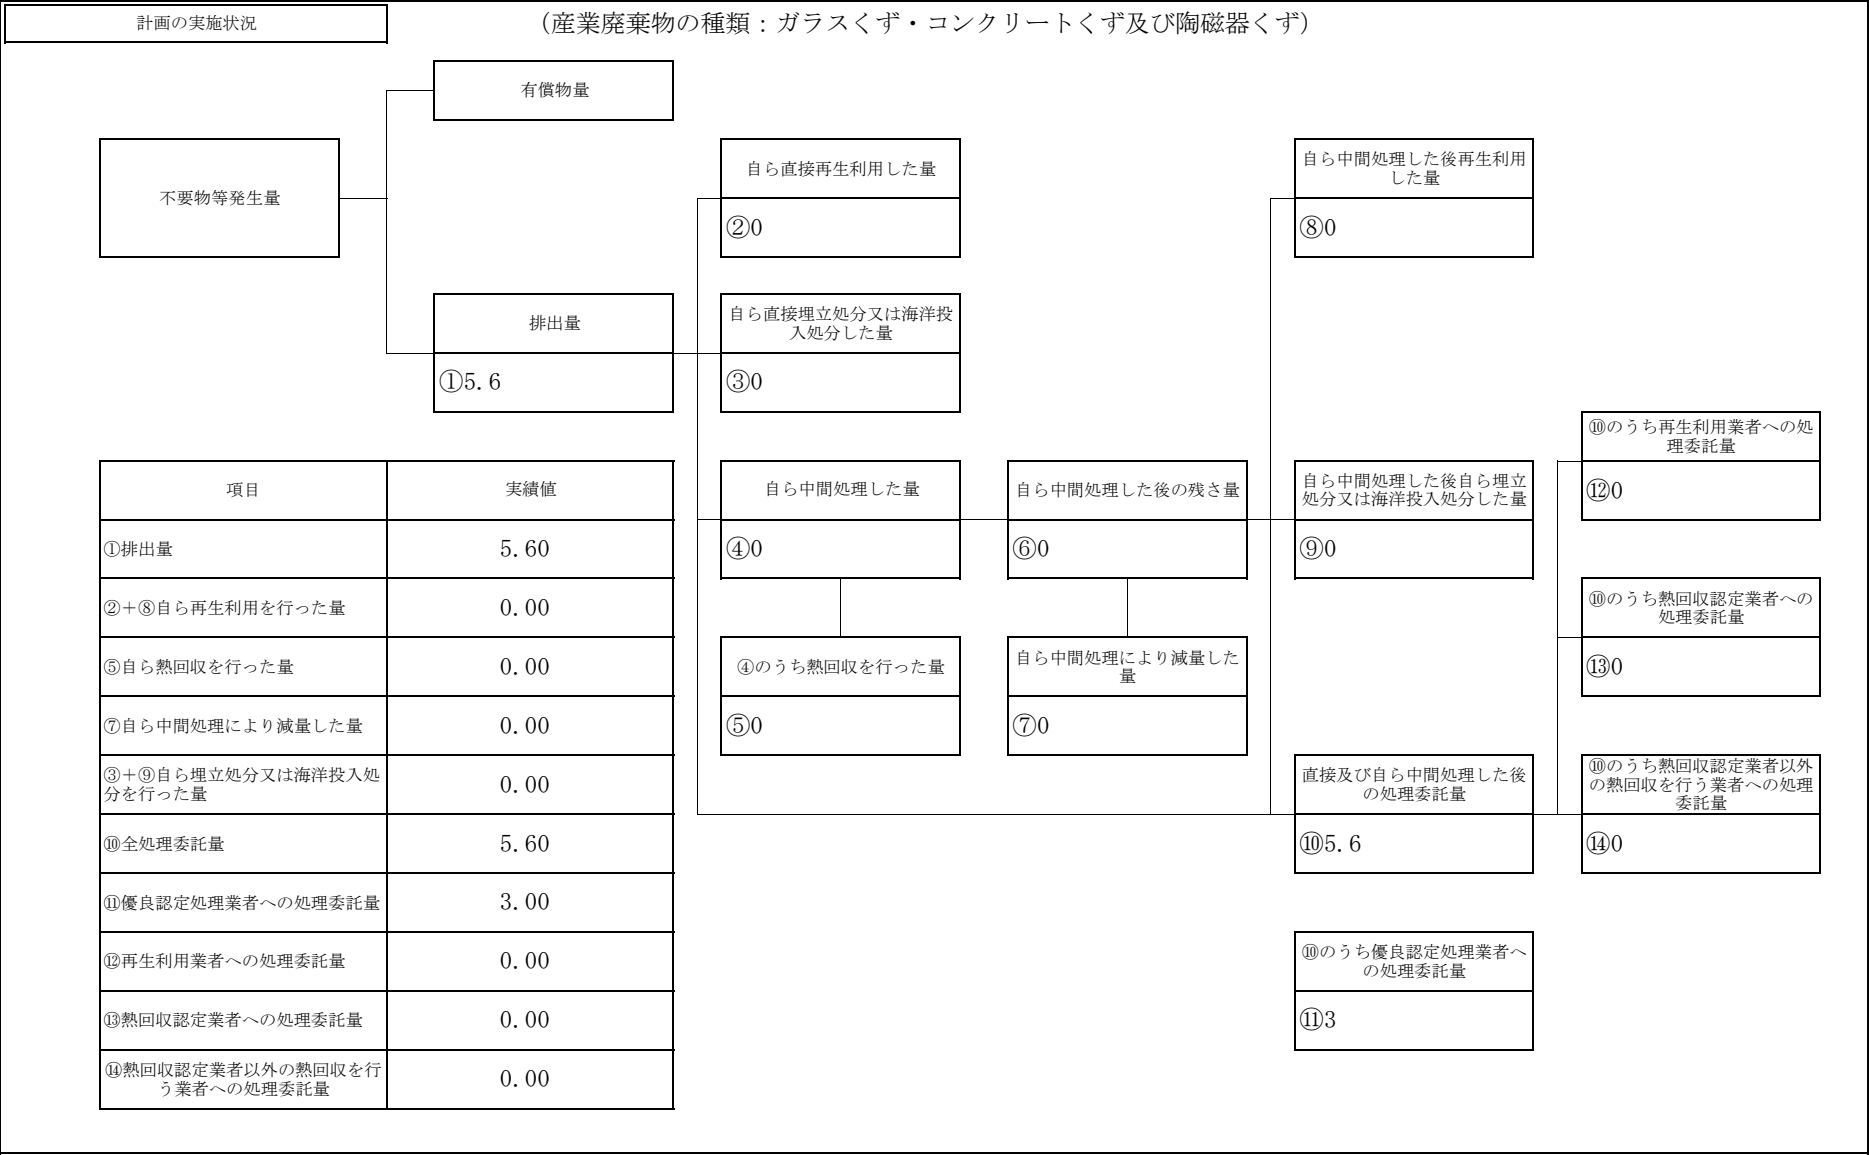 計画の実施状況
（産業廃棄物の種類：ガラスくず・コンクリートくず及び陶磁器くず）
有償物量
不要物等発生量
自ら直接再生利用した量
②0
自ら中間処理した後再生利用
した量
⑧0
排出量
①5.6
自ら直接埋立処分又は海洋投
入処分した量
③0
⑩のうち再生利用業者への処
理委託量
⑫0
自ら中間処理した量
④0
自ら中間処理した後の残さ量
⑥0
自ら中間処理した後自ら埋立
処分又は海洋投入処分した量
⑨0
④のうち熱回収を行った量
⑤0
自ら中間処理により減量した
量
⑦0
⑩のうち熱回収認定業者への
処理委託量
⑬0
直接及び自ら中間処理した後
の処理委託量
⑩5.6
⑩のうち熱回収認定業者以外
の熱回収を行う業者への処理
委託量
⑭0
⑩のうち優良認定処理業者へ
の処理委託量
⑪3
項目 実績値
①排出量 5.60
②＋⑧自ら再生利用を行った量 0.00
⑤自ら熱回収を行った量 0.00
⑦自ら中間処理により減量した量 0.00
③＋⑨自ら埋立処分又は海洋投入処
分を行った量 0.00
⑩全処理委託量 5.60
⑪優良認定処理業者への処理委託量 3.00
⑫再生利用業者への処理委託量 0.00
⑬熱回収認定業者への処理委託量 0.00
⑭熱回収認定業者以外の熱回収を行
う業者への処理委託量 0.00